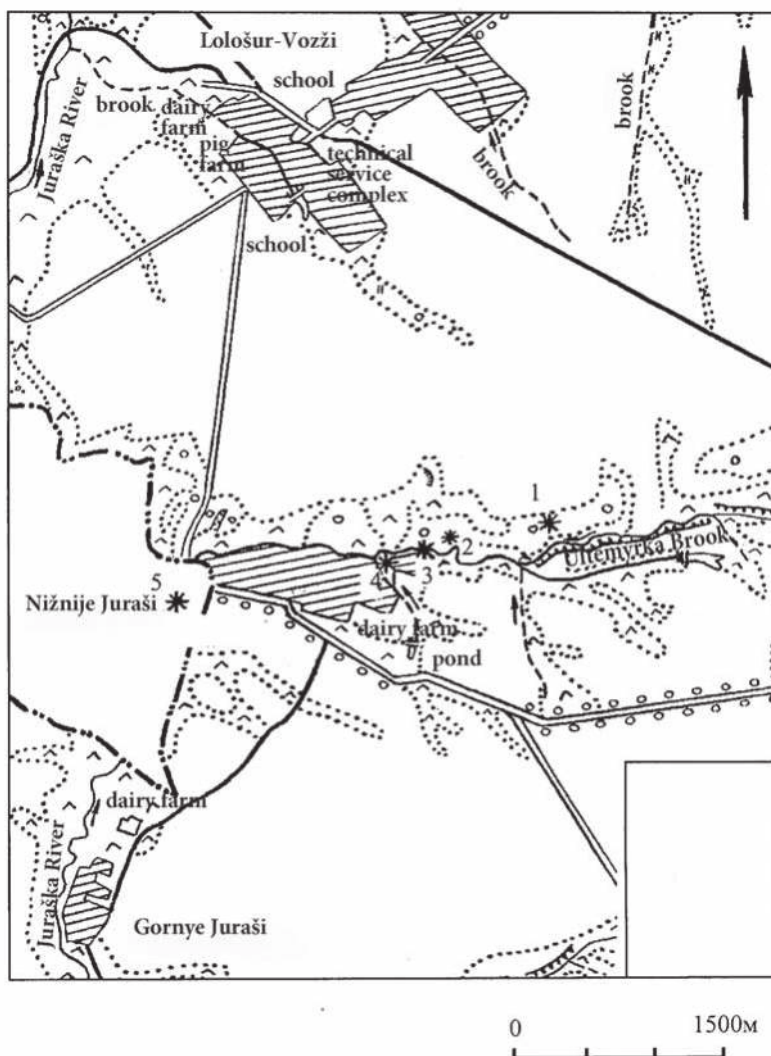 Lološur-Vozži
school
brook
dairy
farm
pig
farm
technical
service
complex
school
Juraška River
brook
brook
1
2
3
4
5
Ultemyrka Brook
Nižnije Juraši
dairy farm
pond
dairy farm
Juraška River
Gornye Juraši
0
1500м